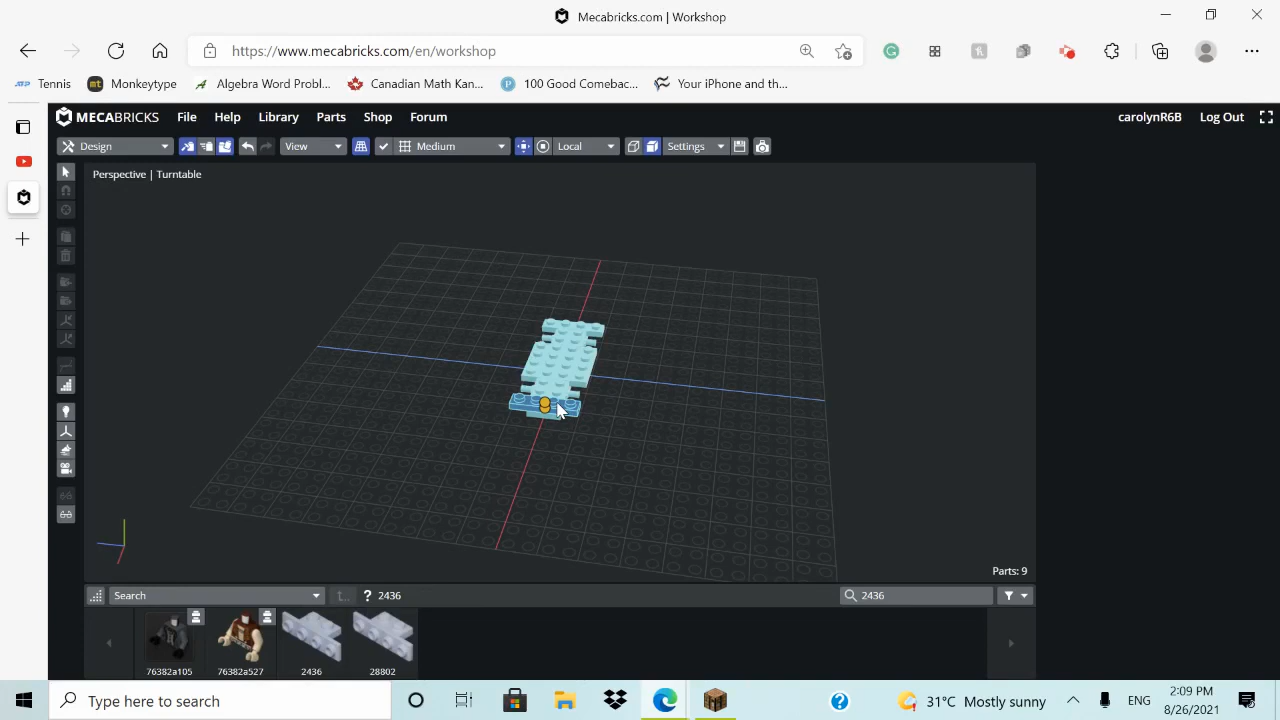 Mecabricks.com | Workshop
https://www.mecabricks.com/en/workshop
ATP Tennis
mt Monkeytype
Algebra Word Probl...
Canadian Math Kan...
P 100 Good Comebac...
Your iPhone and th...
MECABRICKS File Help Library Parts Shop Forum carolynR6B Log Out
Design View Medium Local Settings
Perspective | Turntable
Parts: 9
Search ? 2436 2436
76382a105 76382a527 2436 28802
Type here to search
31°C Mostly sunny ENG
2:09 PM
8/26/2021